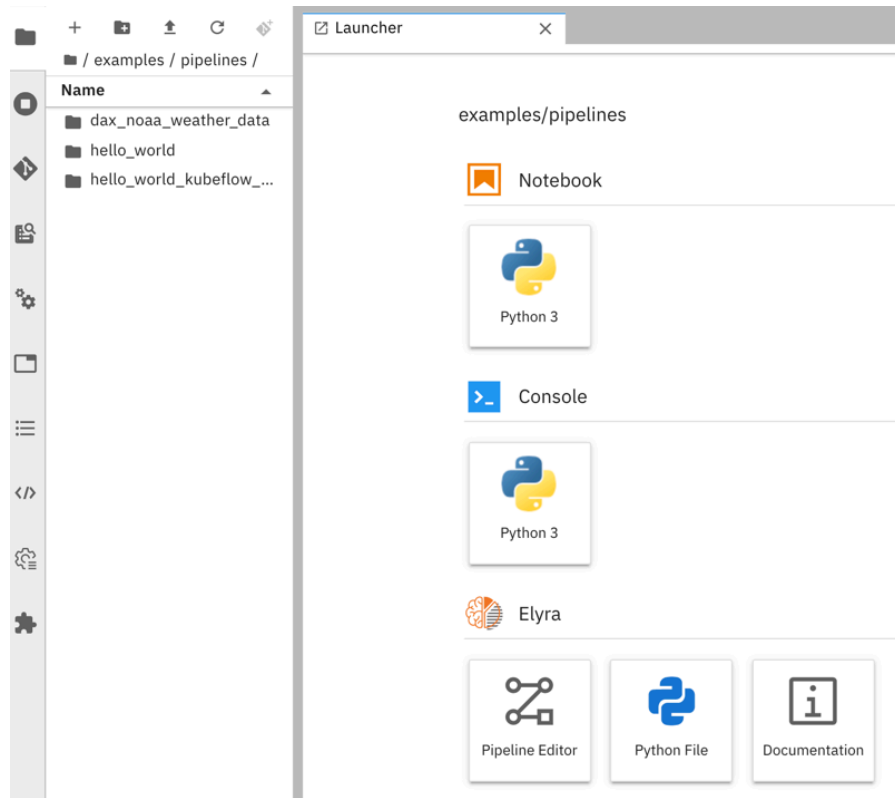 Launcher
/ examples / pipelines /
Name
dax_noaa_weather_data
hello_world
hello_world_kubeflow_...
examples/pipelines
Notebook
Python 3
Console
Python 3
Elyra
Pipeline Editor
Python File
Documentation